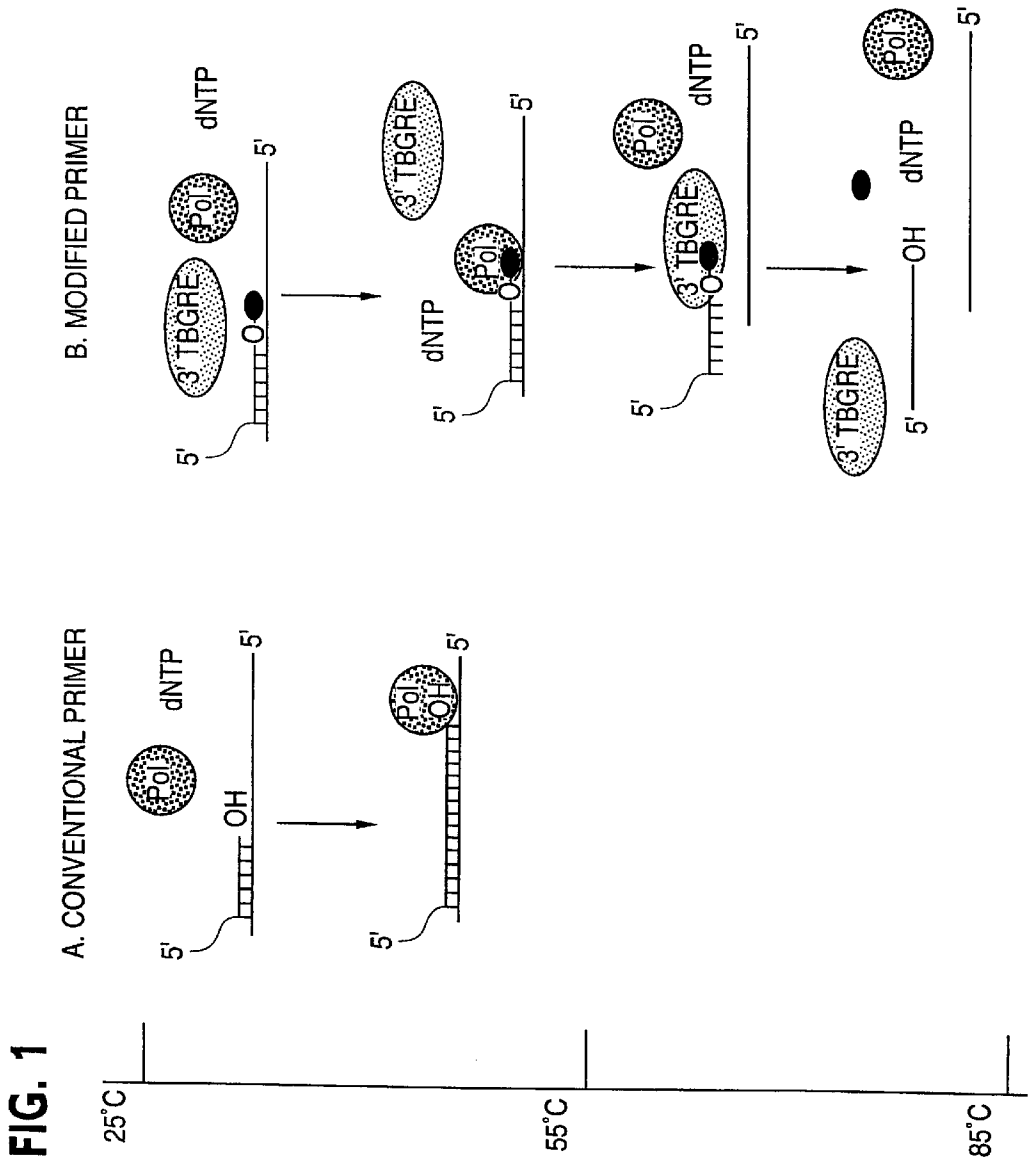 FIG. 1
25°C
55°C
85°C
A. CONVENTIONAL PRIMER
Pol
dNTP
5'
OH
5'
5'
Pol
OH
5'
B. MODIFIED PRIMER
3' TBGRE
Pol
dNTP
5'
O
5'
3' TBGRE
dNTP
Pol
5'
O
5'
Pol
3' TBGRE
dNTP
5'
O
5'
3' TBGRE
Pol
5'
OH
dNTP
5'